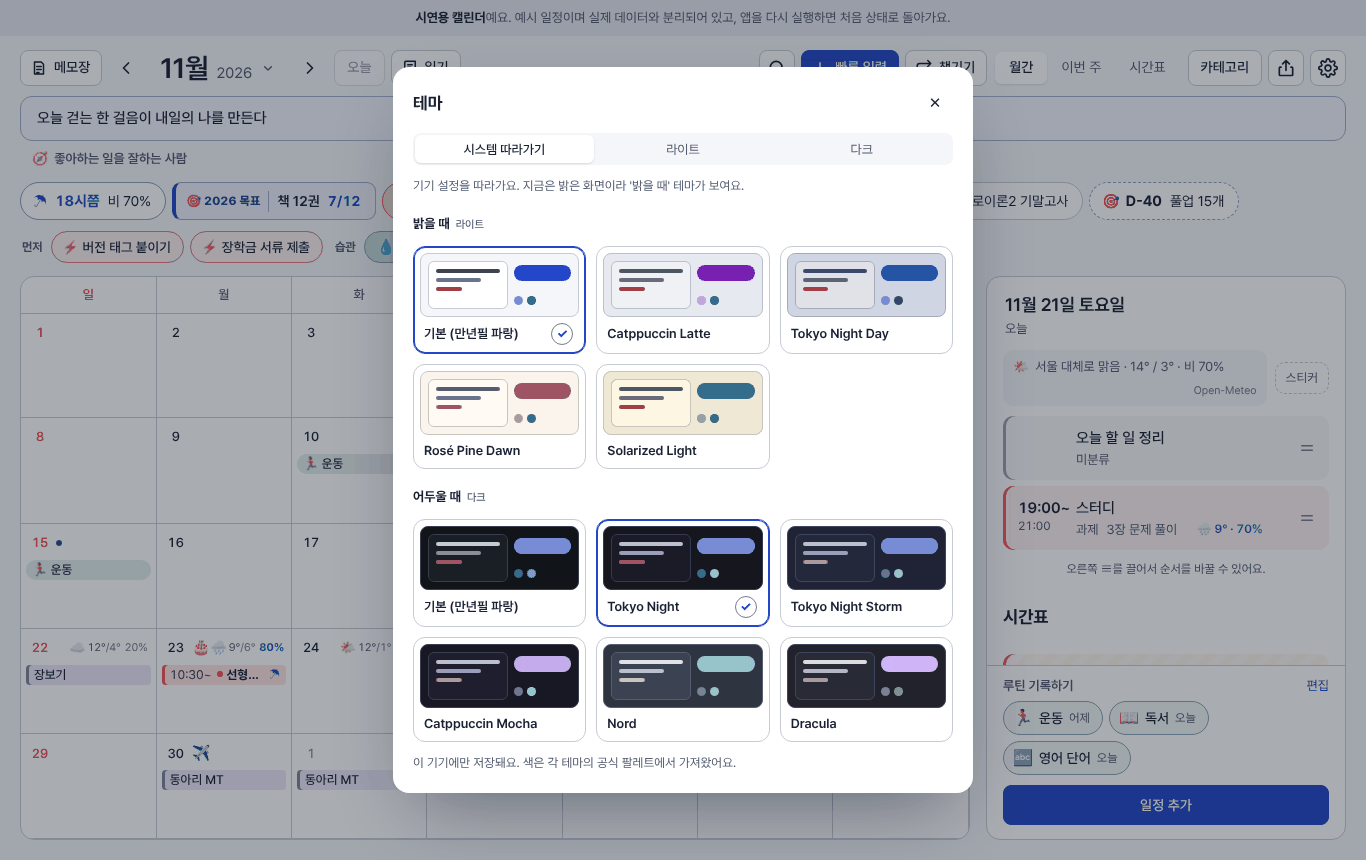 시연용 캘린더예요. 예시 일정이며 실제 데이터와 분리되어 있고, 앱을 다시 실행하면 처음 상태로 돌아가요.
메모장
11월 2026
오늘
월간
이번 주
시간표
카테고리
오늘 걷는 한 걸음이 내일의 나를 만든다
좋아하는 일을 잘하는 사람
18시쯤 비 70%
2026 목표 책 12권 7/12
로이론2 기말고사
D-40 풀업 15개
먼저
버전 태그 붙이기
장학금 서류 제출
습관
일 월 화
1 2 3
8 9 10
운동
15 16 17
운동
22 12°/4° 20%
23 9°/6° 80%
24 12°/1°
장보기
10:30~ 선형...
29 30 1
동아리 MT
동아리 MT
테마
시스템 따라가기
라이트
다크
기기 설정을 따라가요. 지금은 밝은 화면이라 '밝을 때' 테마가 보여요.
밝을 때 라이트
기본 (만년필 파랑)
Catppuccin Latte
Tokyo Night Day
Rosé Pine Dawn
Solarized Light
어두울 때 다크
기본 (만년필 파랑)
Tokyo Night
Tokyo Night Storm
Catppuccin Mocha
Nord
Dracula
이 기기에만 저장돼요. 색은 각 테마의 공식 팔레트에서 가져왔어요.
11월 21일 토요일
오늘
서울 대체로 맑음 · 14° / 3° · 비 70%
Open-Meteo
스티커
오늘 할 일 정리
미분류
19:00~ 스터디
21:00 과제 3장 문제 풀이 9° · 70%
오른쪽 ≡를 끌어서 순서를 바꿀 수 있어요.
시간표
루틴 기록하기
편집
운동 어제
독서 오늘
영어 단어 오늘
일정 추가